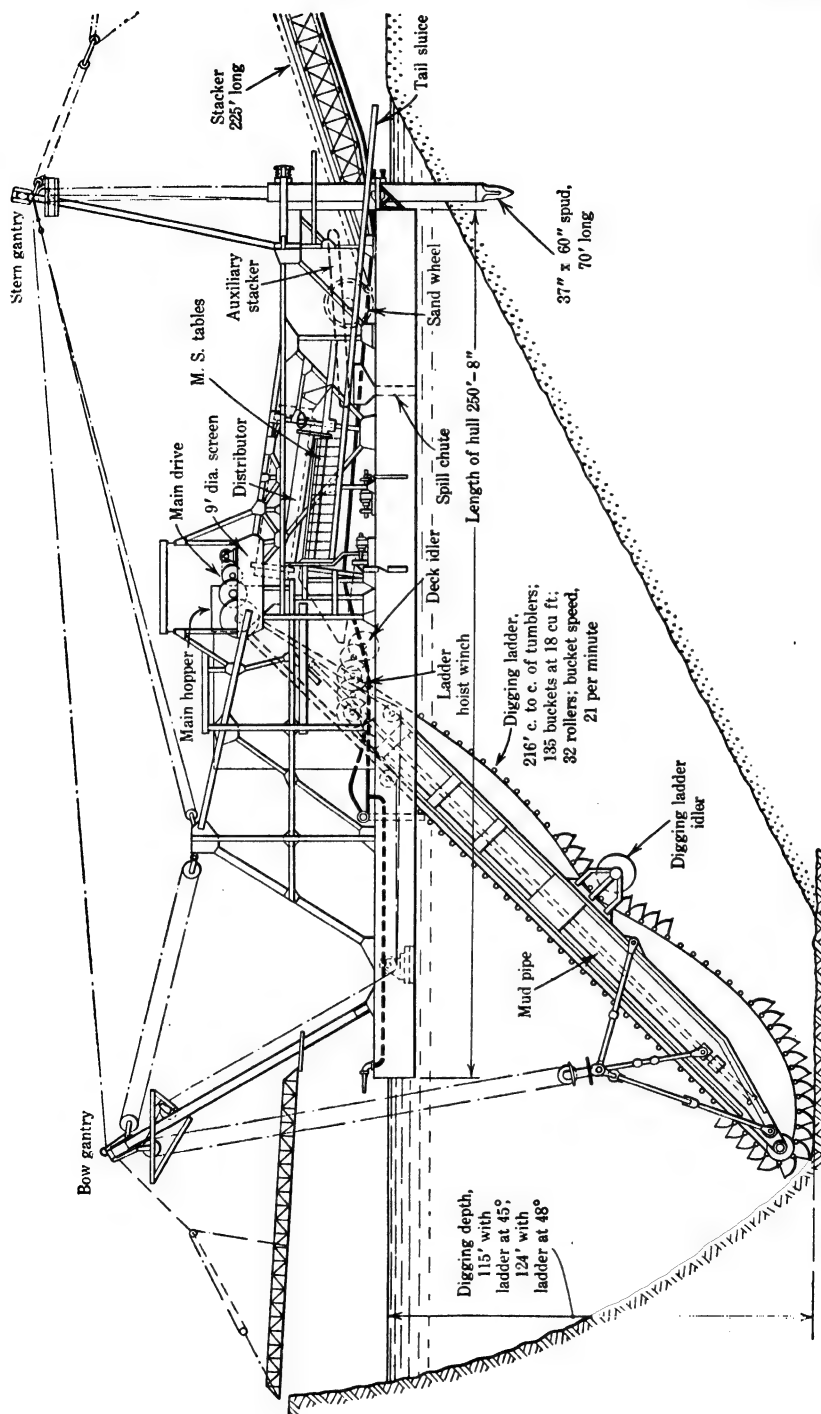 Stern gantry
Stacker
225' long
Tail sluice
Auxiliary
stacker
M. S. tables
Sand wheel
37" x 60" spud,
70' long
Main drive
9' dia. screen
Distributor
Spill chute
Length of hull 250'-8"
Main hopper
Deck idler
Ladder
hoist winch
Digging ladder,
216' c. to c. of tumblers;
135 buckets at 18 cu ft;
32 rollers; bucket speed,
21 per minute
Digging ladder
idler
Mud pipe
Bow gantry
Digging depth,
115' with
ladder at 45°;
124' with
ladder at 48°